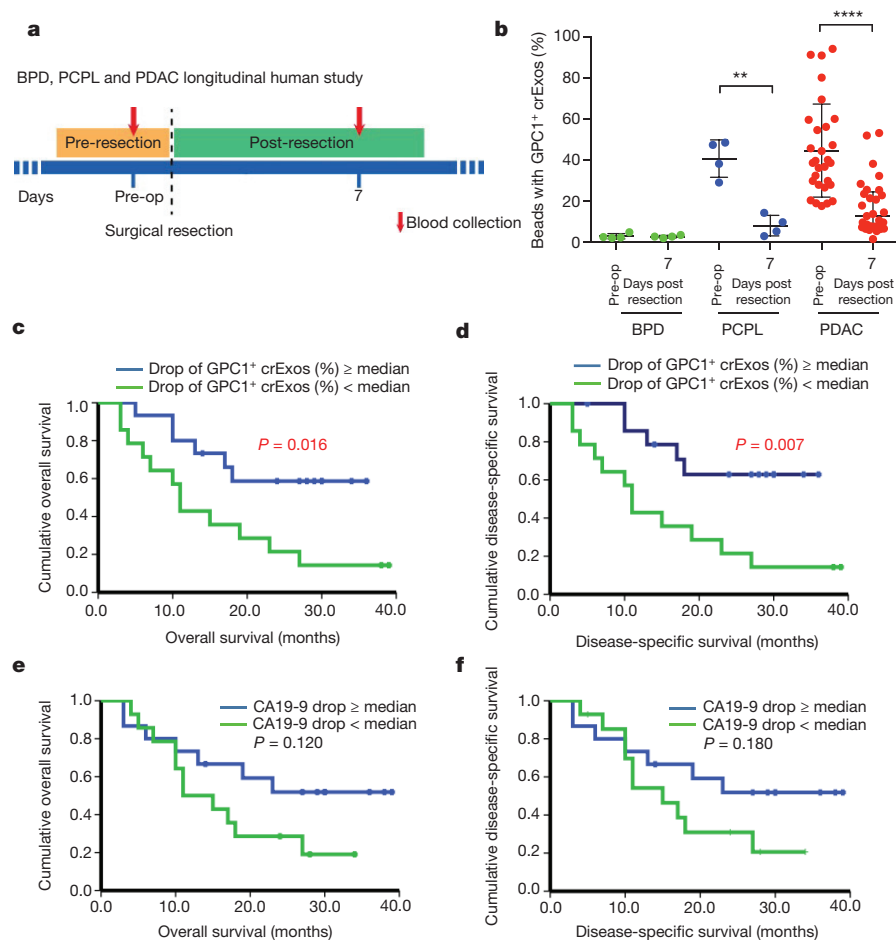 a
BPD, PCPL and PDAC longitudinal human study
Pre-resection
Post-resection
Days
Pre-op
7
Surgical resection
Blood collection
b
Beads with GPC1⁺ crExos (%)
100
80
60
40
20
0
**
****
Pre-op
7
Days post
resection
BPD
Pre-op
7
Days post
resection
PCPL
Pre-op
7
Days post
resection
PDAC
c
Drop of GPC1⁺ crExos (%) ≥ median
Drop of GPC1⁺ crExos (%) < median
P = 0.016
Cumulative overall survival
1.0
0.8
0.6
0.4
0.2
0.0
10.0
20.0
30.0
40.0
Overall survival (months)
d
Drop of GPC1⁺ crExos (%) ≥ median
Drop of GPC1⁺ crExos (%) < median
P = 0.007
Cumulative disease-specific survival
1.0
0.8
0.6
0.4
0.2
0.0
10.0
20.0
30.0
40.0
Disease-specific survival (months)
e
CA19-9 drop ≥ median
CA19-9 drop < median
P = 0.120
Cumulative overall survival
1.0
0.8
0.6
0.4
0.2
0.0
0.0
10.0
20.0
30.0
40.0
Overall survival (months)
f
CA19-9 drop ≥ median
CA19-9 drop < median
P = 0.180
Cumulative disease-specific survival
1.0
0.8
0.6
0.4
0.2
0.0
0.0
10.0
20.0
30.0
40.0
Disease-specific survival (months)